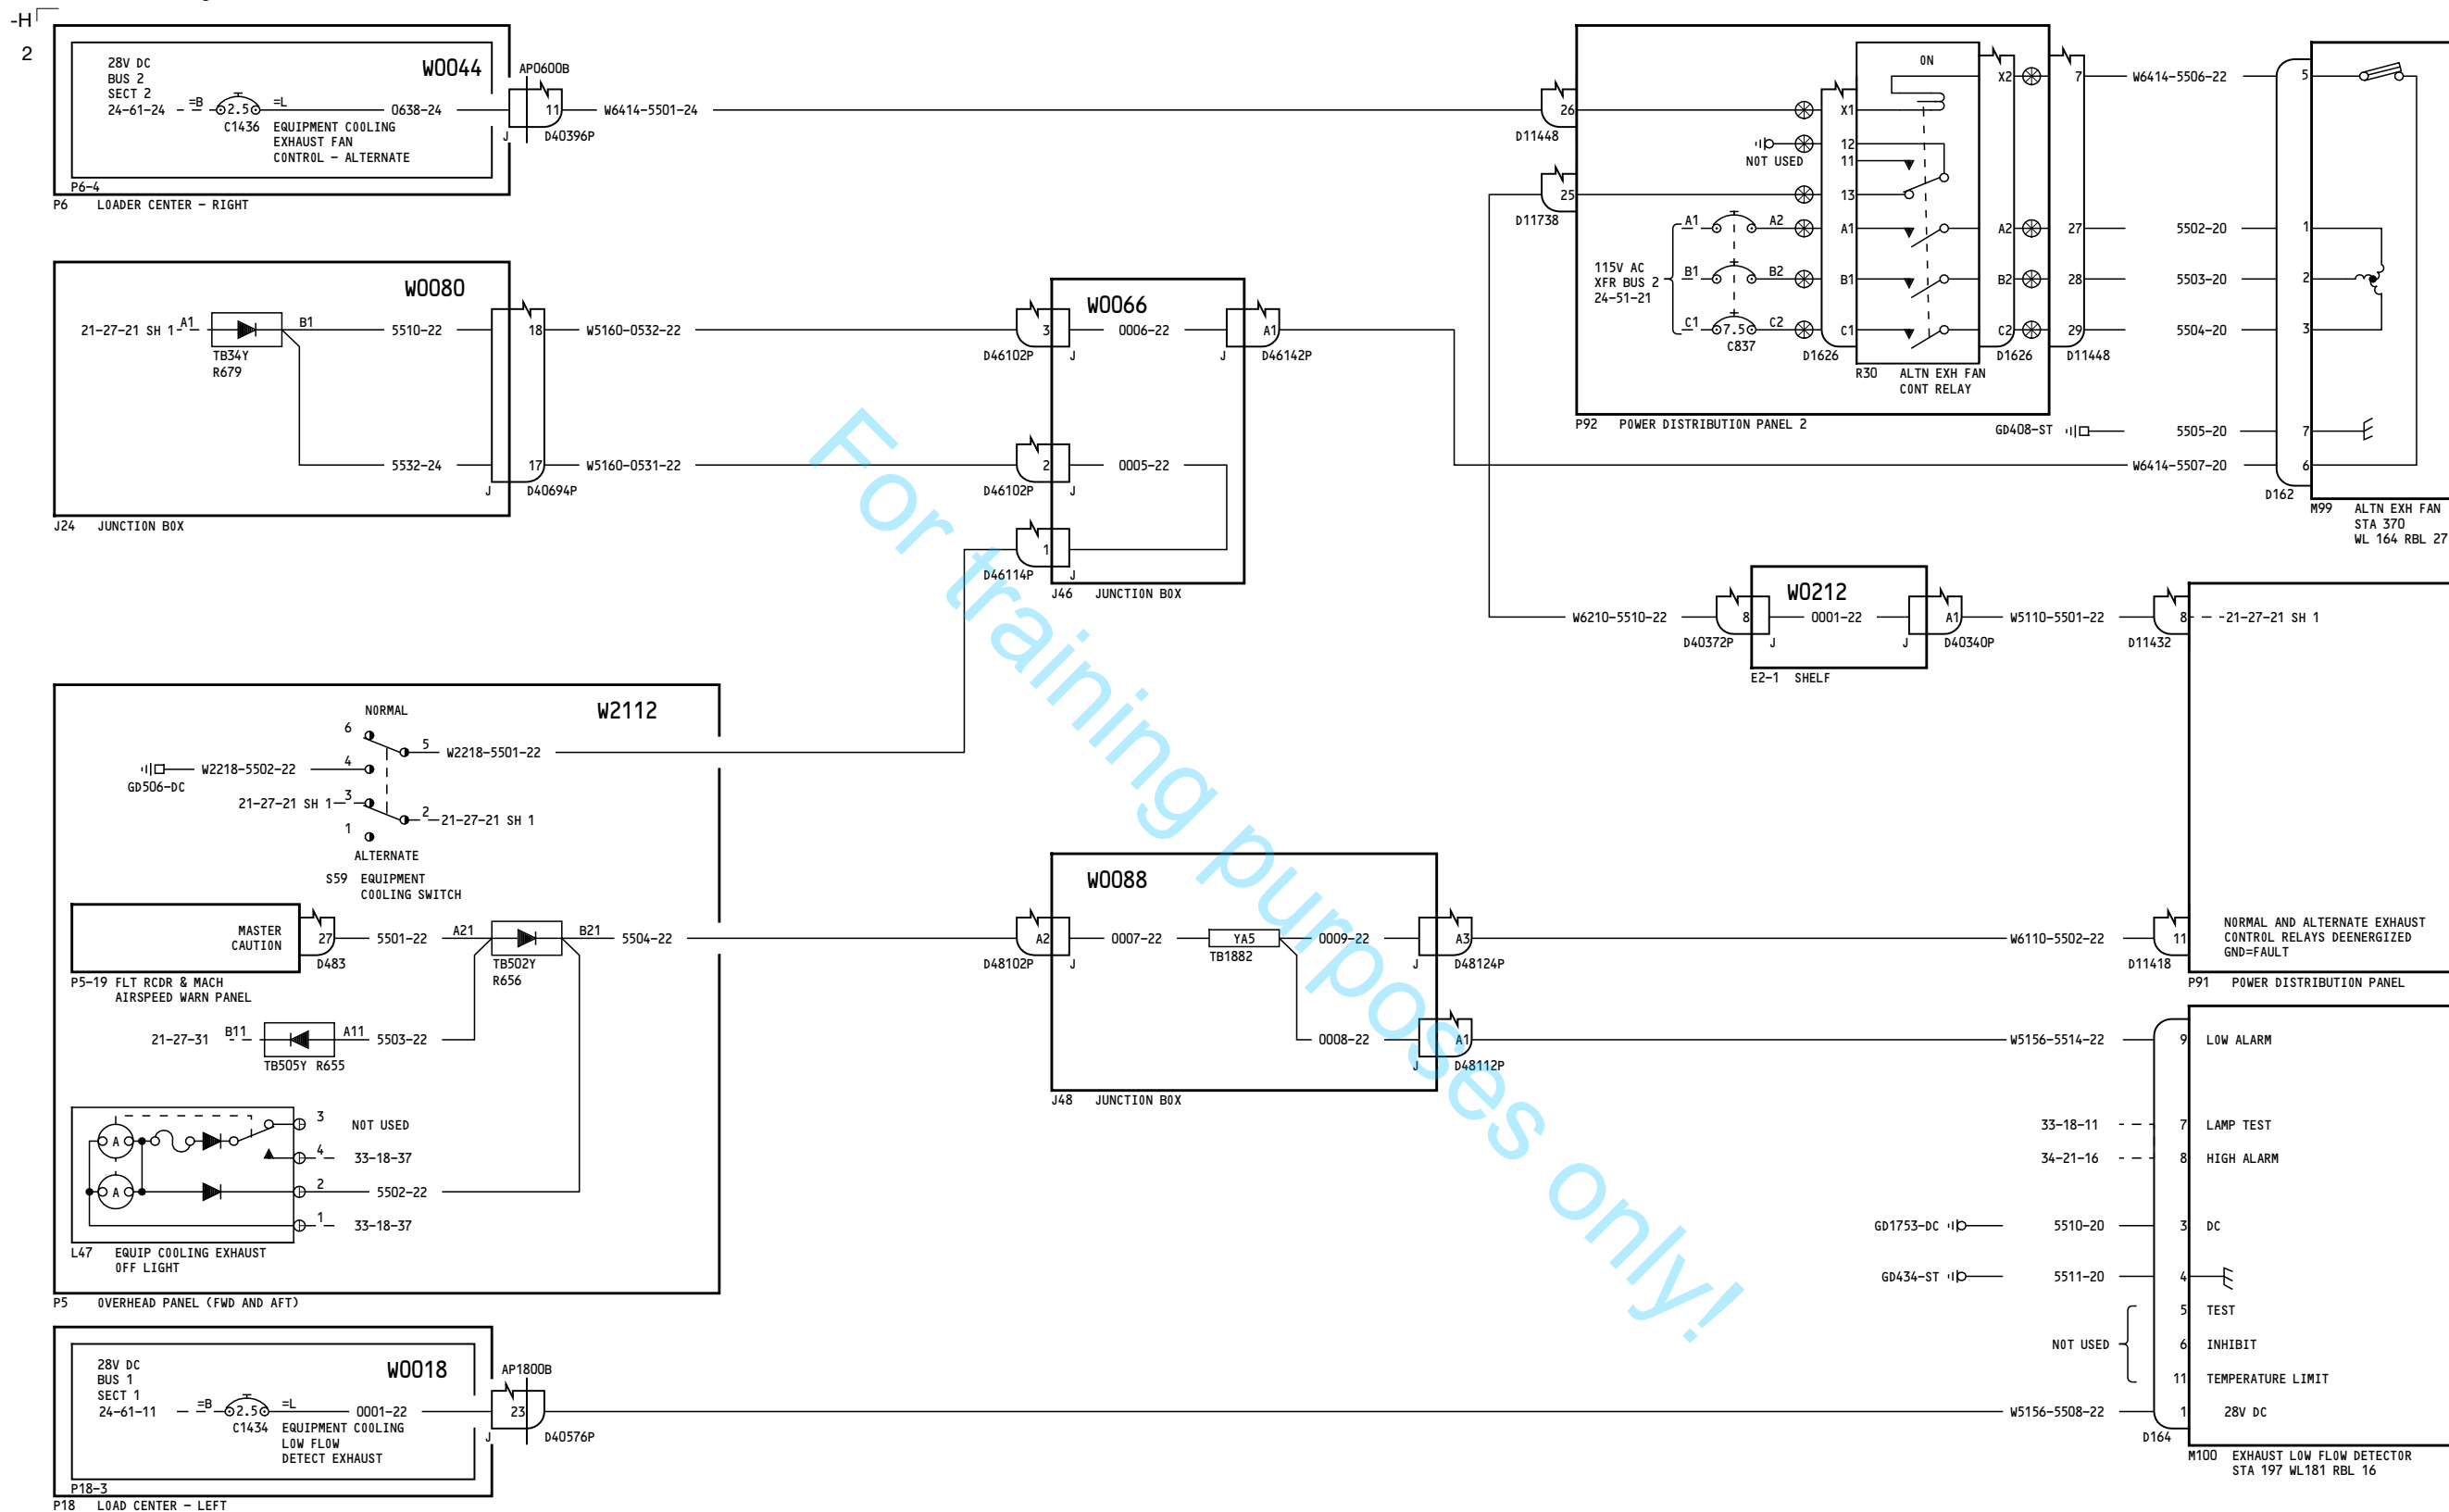 -H
2
28V DC
BUS 2
SECT 2
24-61-24
=B
2.5
=L
C1436
EQUIPMENT COOLING
EXHAUST FAN
CONTROL - ALTERNATE
W0044
0638-24
AP0600B
11
J
D40396P
W6414-5501-24
P6-4
P6 LOADER CENTER - RIGHT
26
D11448
25
D11738
X1
NOT USED
12
11
13
115V AC
XFR BUS 2
24-51-21
A1
A2
A1
B1
B2
B1
C1
7.5
C2
C1
C837
D1626
ON
X2
A2
B2
C2
D1626
R30 ALTN EXH FAN
CONT RELAY
7
27
28
29
D11448
P92 POWER DISTRIBUTION PANEL 2
W6414-5506-22
5
5502-20
1
5503-20
2
5504-20
3
GD408-ST
5505-20
7
W6414-5507-20
6
D162
M99 ALTN EXH FAN
STA 370
WL 164 RBL 27
W0080
21-27-21 SH 1
A1
B1
TB34Y
R679
5510-22
18
W5160-0532-22
5532-24
17
W5160-0531-22
J
D40694P
J24 JUNCTION BOX
W0066
3
D46102P
J
0006-22
A1
J
D46142P
2
D46102P
J
0005-22
1
D46114P
J
J46 JUNCTION BOX
W6210-5510-22
8
D40372P
J
W0212
0001-22
A1
J
D40340P
W5110-5501-22
8
D11432
21-27-21 SH 1
E2-1 SHELF
W2112
NORMAL
6
5
W2218-5501-22
4
W2218-5502-22
GD506-DC
21-27-21 SH 1
3
2
21-27-21 SH 1
1
ALTERNATE
S59 EQUIPMENT
COOLING SWITCH
MASTER
CAUTION
27
D483
5501-22
A21
B21
TB502Y
R656
5504-22
P5-19 FLT RCDR & MACH
AIRSPEED WARN PANEL
21-27-31
B11
A11
TB505Y R655
5503-22
A
A
3
NOT USED
4
33-18-37
2
5502-22
1
33-18-37
L47 EQUIP COOLING EXHAUST
OFF LIGHT
P5 OVERHEAD PANEL (FWD AND AFT)
W0088
A2
D48102P
J
0007-22
YA5
TB1882
0009-22
A3
J
D48124P
0008-22
A1
J
D48112P
J48 JUNCTION BOX
W6110-5502-22
11
D11418
NORMAL AND ALTERNATE EXHAUST
CONTROL RELAYS DEENERGIZED
GND=FAULT
P91 POWER DISTRIBUTION PANEL
W5156-5514-22
9
LOW ALARM
33-18-11
7
LAMP TEST
34-21-16
8
HIGH ALARM
GD1753-DC
5510-20
3
DC
GD434-ST
5511-20
4
5
TEST
NOT USED
6
INHIBIT
11
TEMPERATURE LIMIT
W5156-5508-22
1
28V DC
D164
M100 EXHAUST LOW FLOW DETECTOR
STA 197 WL181 RBL 16
28V DC
BUS 1
SECT 1
24-61-11
=B
2.5
=L
C1434
EQUIPMENT COOLING
LOW FLOW
DETECT EXHAUST
W0018
0001-22
AP1800B
23
J
D40576P
P18-3
P18 LOAD CENTER - LEFT
For training purposes only!